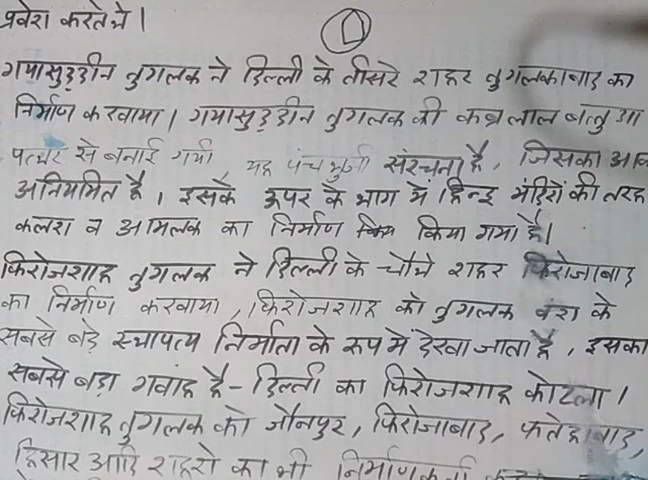 प्रवेश करते थे।
गयासुद्दीन तुगलक ने दिल्ली के तीसरे शहर तुगलकाबाद का
निर्माण करवाया। गयासुद्दीन तुगलक की कब्र लाल बलुआ
पत्थर से बनाई गयी, यह पंच भुजी संरचना है, जिसका
अनियमित है। इसके ऊपर के भाग में हिन्दू मंदिरों की तरह
कलश व आमलक का निर्माण किया गया है।
फिरोजशाह तुगलक ने दिल्ली के चौथे शहर फिरोजाबाद
का निर्माण करवाया, फिरोजशाह को तुगलक वंश के
सबसे बड़े स्थापत्य निर्माता के रूप में देखा जाता है, इसका
सबसे बड़ा गवाह है - दिल्ली का फिरोजशाह कोटला।
फिरोजशाह तुगलक को जौनपुर, फिरोजाबाद, फतेहाबाद,
हिसार आदि शहरो का भी निर्माणकर्ता